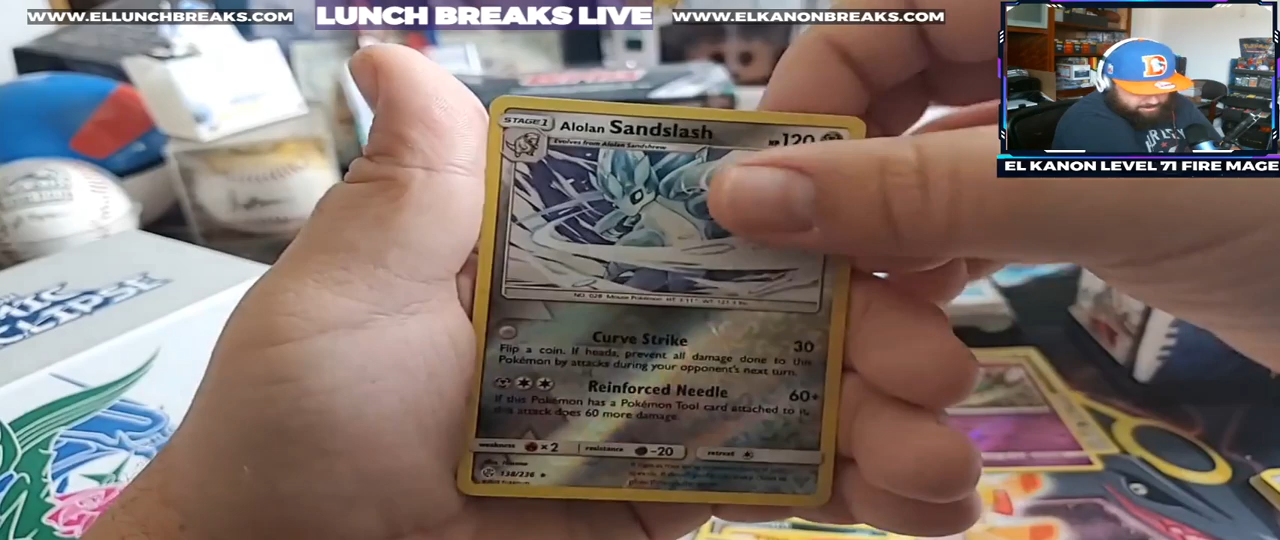 WWW.ELLUNCHBREAKS.COM
LUNCH BREAKS LIVE
WWW.ELKANONBREAKS.COM
EL KANON LEVEL 71 FIRE MAGE
STAGE 1
Alolan Sandslash
HP 120
Evolves from Alolan Sandshrew
Curve Strike 30
Flip a coin. If heads, prevent all damage done to this
Pokémon by attacks during your opponent's next turn.
Reinforced Needle 60+
If this Pokémon has a Pokémon Tool card attached to it,
this attack does 60 more damage.
weakness ×2 resistance -20 retreat
138/236